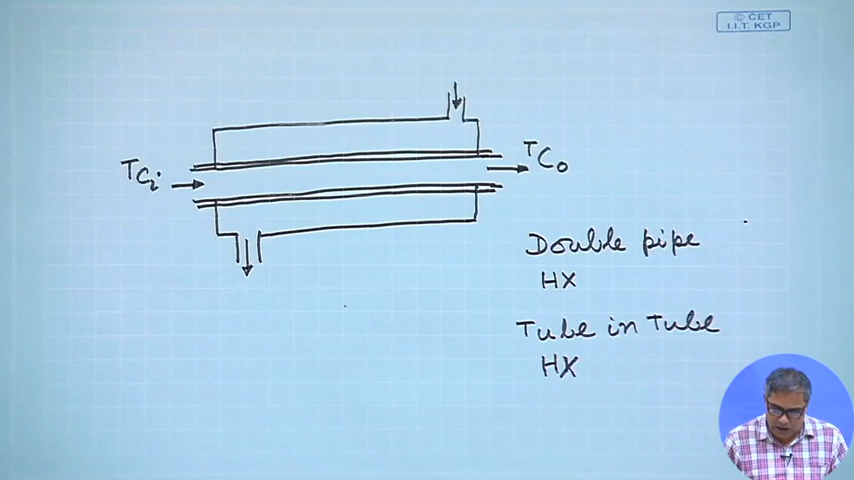 © CET
I.I.T. KGP
TCi
TCo
Double pipe
HX
Tube in Tube
HX